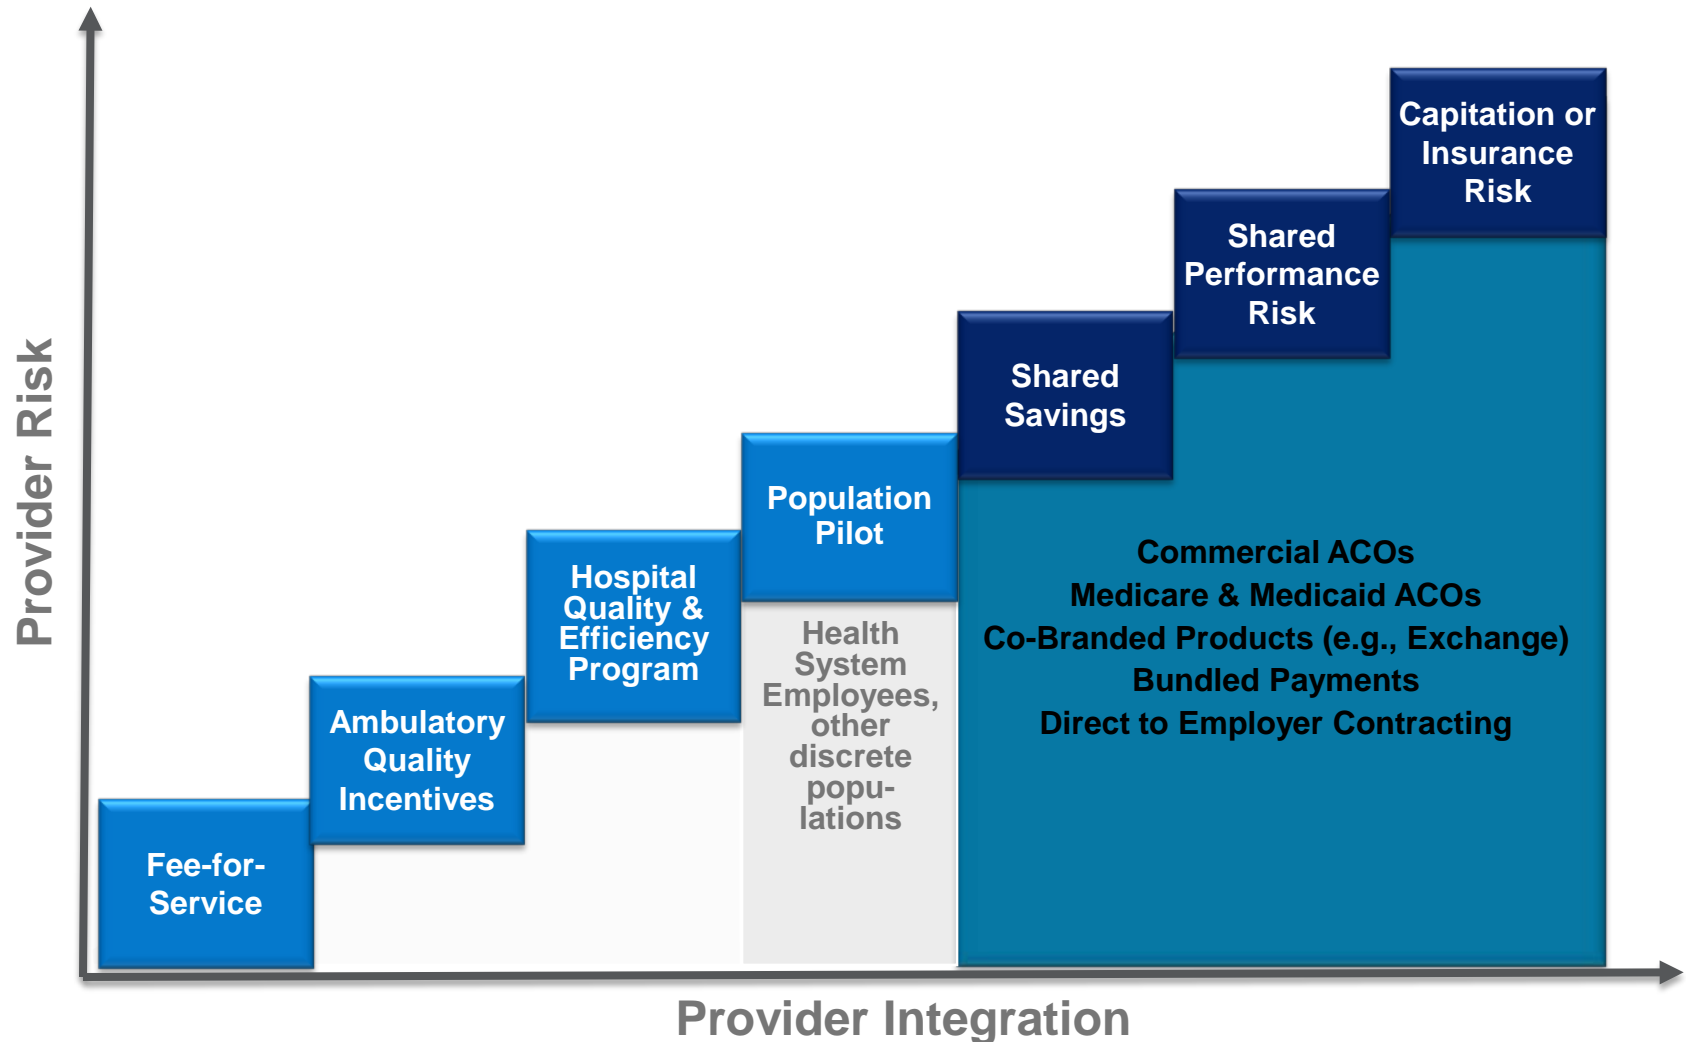 Provider Risk
Capitation or
Insurance
Risk
Shared
Performance
Risk
Shared
Savings
Population
Pilot
Hospital
Quality &
Efficiency
Program
Ambulatory
Quality
Incentives
Fee-for-
Service
Health
System
Employees,
other
discrete
popu-
lations
Commercial ACOs
Medicare & Medicaid ACOs
Co-Branded Products (e.g., Exchange)
Bundled Payments
Direct to Employer Contracting
Provider Integration